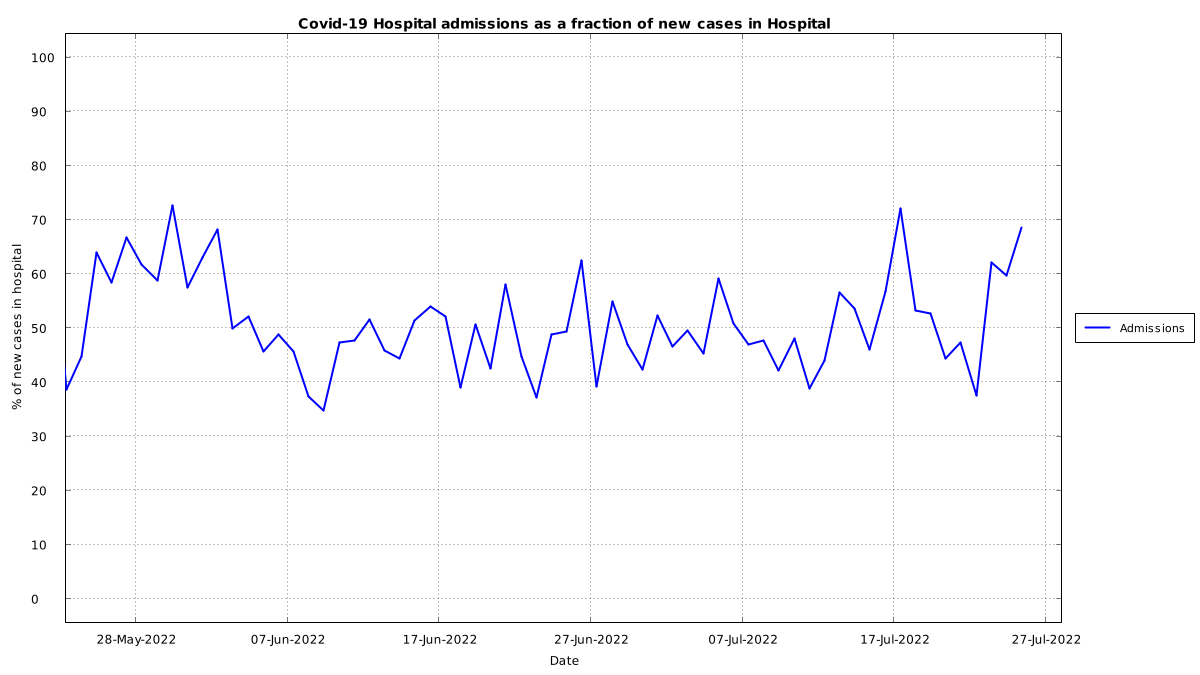 Covid-19 Hospital admissions as a fraction of new cases in Hospital
% of new cases in hospital
100
90
80
70
60
50
40
30
20
10
0
28-May-2022 07-Jun-2022 17-Jun-2022 27-Jun-2022 07-Jul-2022 17-Jul-2022 27-Jul-2022
Date
Admissions